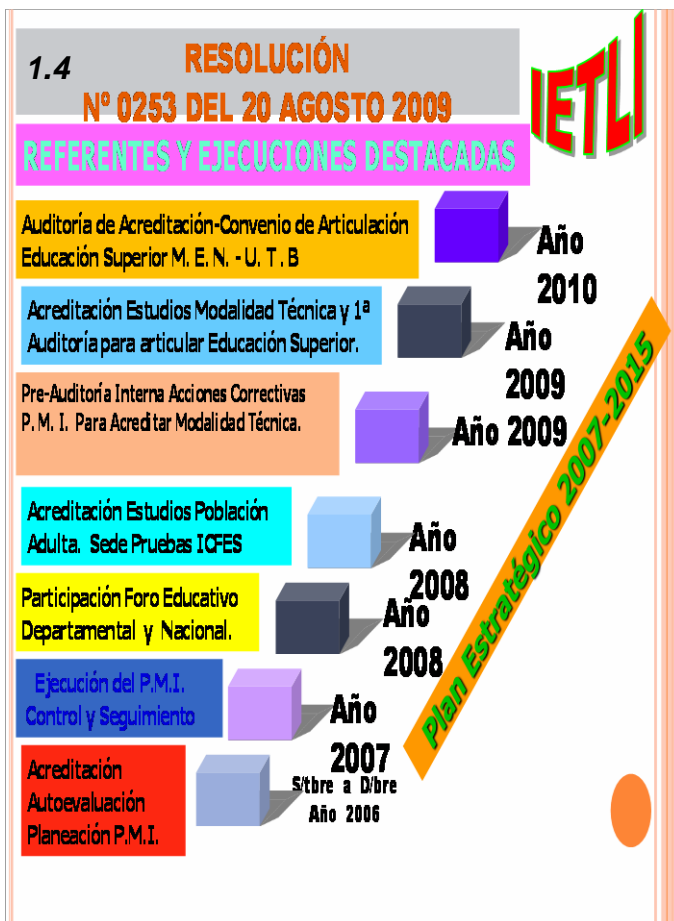 1.4
RESOLUCIÓN
Nº 0253 DEL 20 AGOSTO 2009
IETLI
REFERENTES Y EJECUCIONES DESTACADAS
Auditoría de Acreditación-Convenio de Articulación
Educación Superior M. E. N. - U. T . B
Año
2010
Acreditación Estudios Modalidad Técnica y 1ª
Auditoría para articular Educación Superior.
Año
2009
Pre-Auditoría Interna Acciones Correctivas
P. M. I. Para Acreditar Modalidad Técnica.
Año 2009
Acreditación Estudios Población
Adulta. Sede Pruebas ICFES
Año
2008
Participación Foro Educativo
Departamental y Nacional.
Año
2008
Ejecución del P.M.I.
Control y Seguimiento
Año
2007
Acreditación
Autoevaluación
Planeación P.M.I.
S/tbre a D/bre
Año 2006
Plan Estratégico 2007-2015